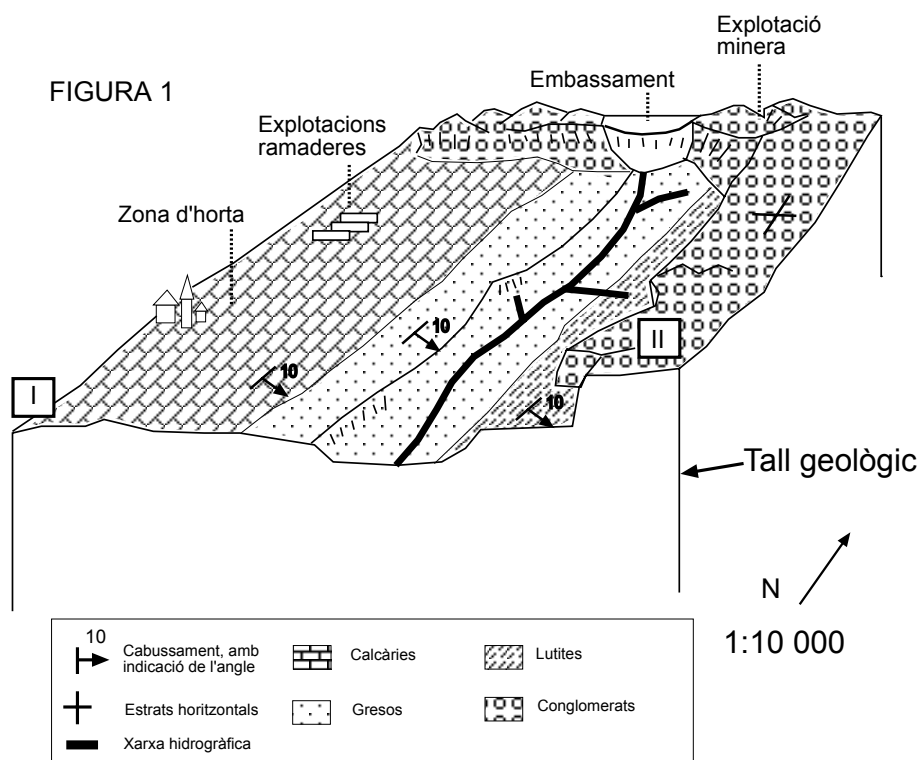 Explotació
minera
FIGURA 1
Embassament
Explotacions
ramaderes
Zona d'horta
10
10
10
I
II
Tall geològic
N
1:10 000
10
Cabussament, amb
indicació de l'angle
Calcàries
Lutites
Estrats horitzontals
Gresos
Conglomerats
Xarxa hidrogràfica